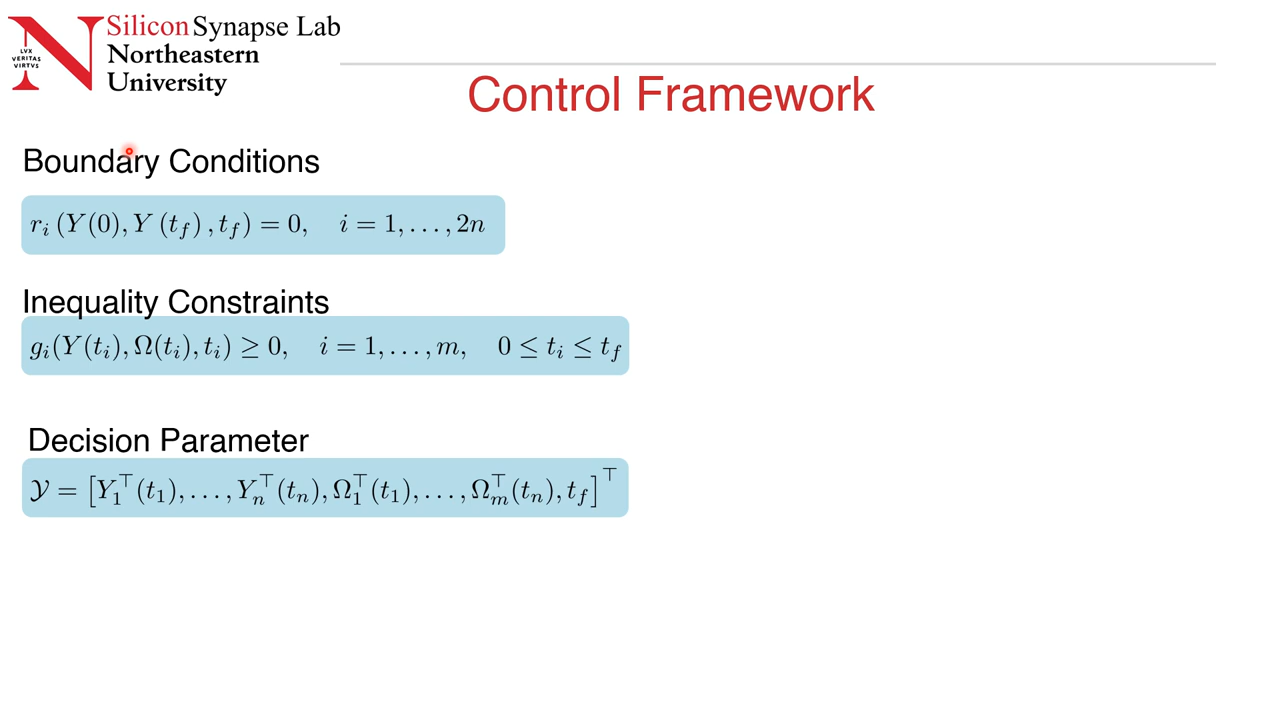 Silicon Synapse Lab
Northeastern
University
LVX
VERITAS
VIRTVS
Control Framework
Boundary Conditions
r_i (Y(0), Y (t_f) , t_f) = 0, i = 1, . . . , 2n
Inequality Constraints
g_i(Y(t_i), Ω(t_i), t_i) ≥ 0, i = 1, . . . , m, 0 ≤ t_i ≤ t_f
Decision Parameter
𝒴 = [Y_1^⊤(t_1), . . . , Y_n^⊤(t_n), Ω_1^⊤(t_1), . . . , Ω_m^⊤(t_n), t_f]^⊤